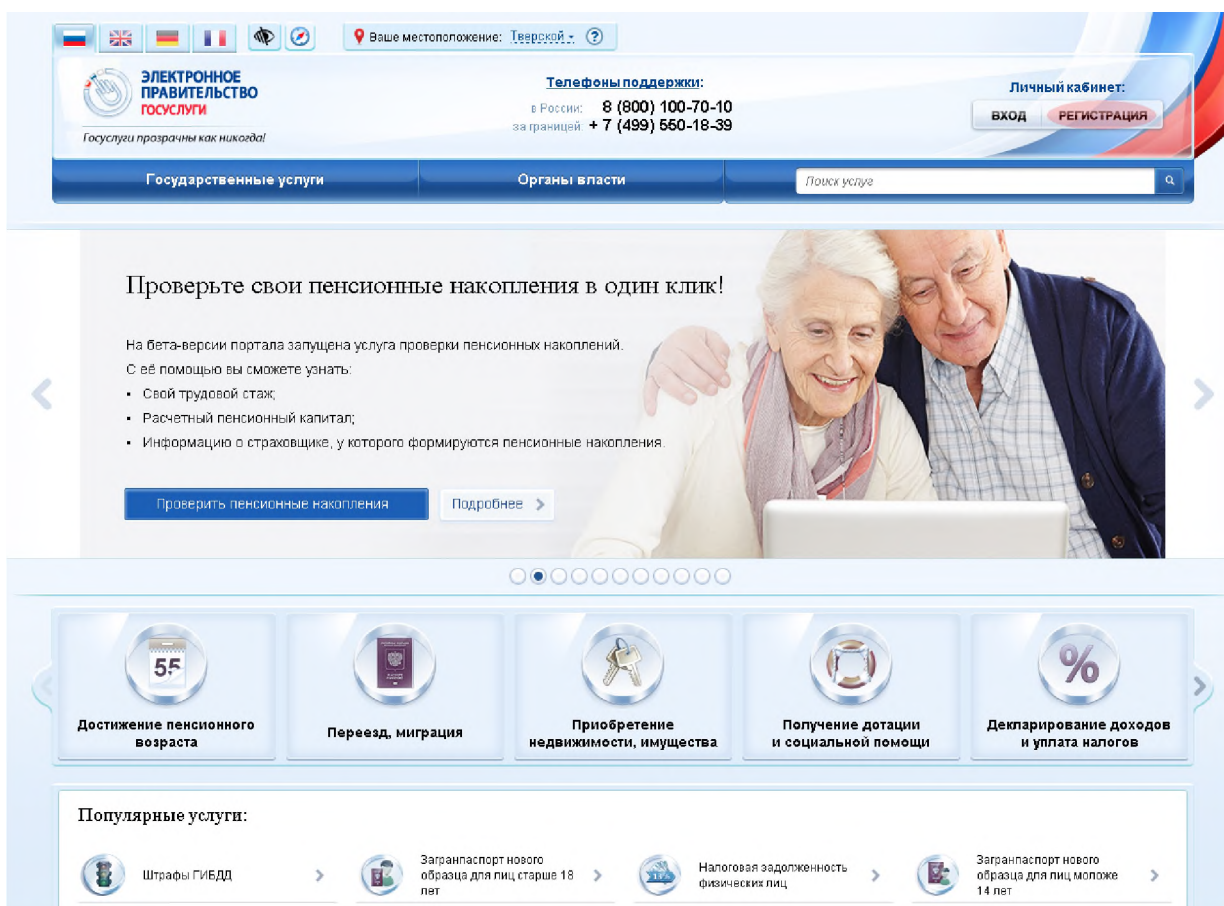 Ваше местоположение: Тверской ?
ЭЛЕКТРОННОЕ
ПРАВИТЕЛЬСТВО
ГОСУСЛУГИ
Госуслуги прозрачны как никогда!
Телефоны поддержки:
в России: 8 (800) 100-70-10
за границей: + 7 (499) 550-18-39
Личный кабинет:
ВХОД РЕГИСТРАЦИЯ
Государственные услуги
Органы власти
Поиск услуг
Проверьте свои пенсионные накопления в один клик!
На бета-версии портала запущена услуга проверки пенсионных накоплений.
С её помощью вы сможете узнать:
• Свой трудовой стаж;
• Расчетный пенсионный капитал;
• Информацию о страховщике, у которого формируются пенсионные накопления.
Проверить пенсионные накопления
Подробнее
55
Достижение пенсионного
возраста
Переезд, миграция
Приобретение
недвижимости, имущества
Получение дотации
и социальной помощи
%
Декларирование доходов
и уплата налогов
Популярные услуги:
Штрафы ГИБДД
Загранпаспорт нового
образца для лиц старше 18
лет
Налоговая задолженность
физических лиц
Загранпаспорт нового
образца для лиц моложе
14 лет